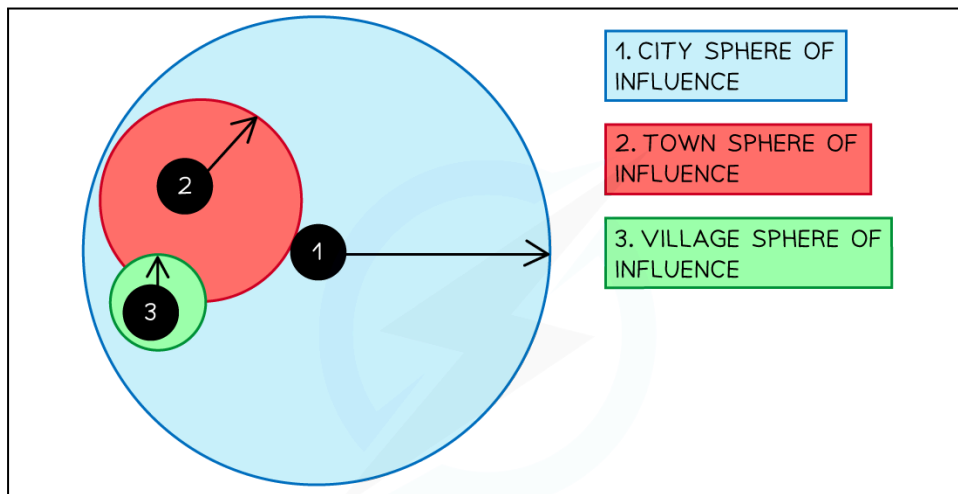 1. CITY SPHERE OF
INFLUENCE
2. TOWN SPHERE OF
INFLUENCE
3. VILLAGE SPHERE OF
INFLUENCE
2
1
3